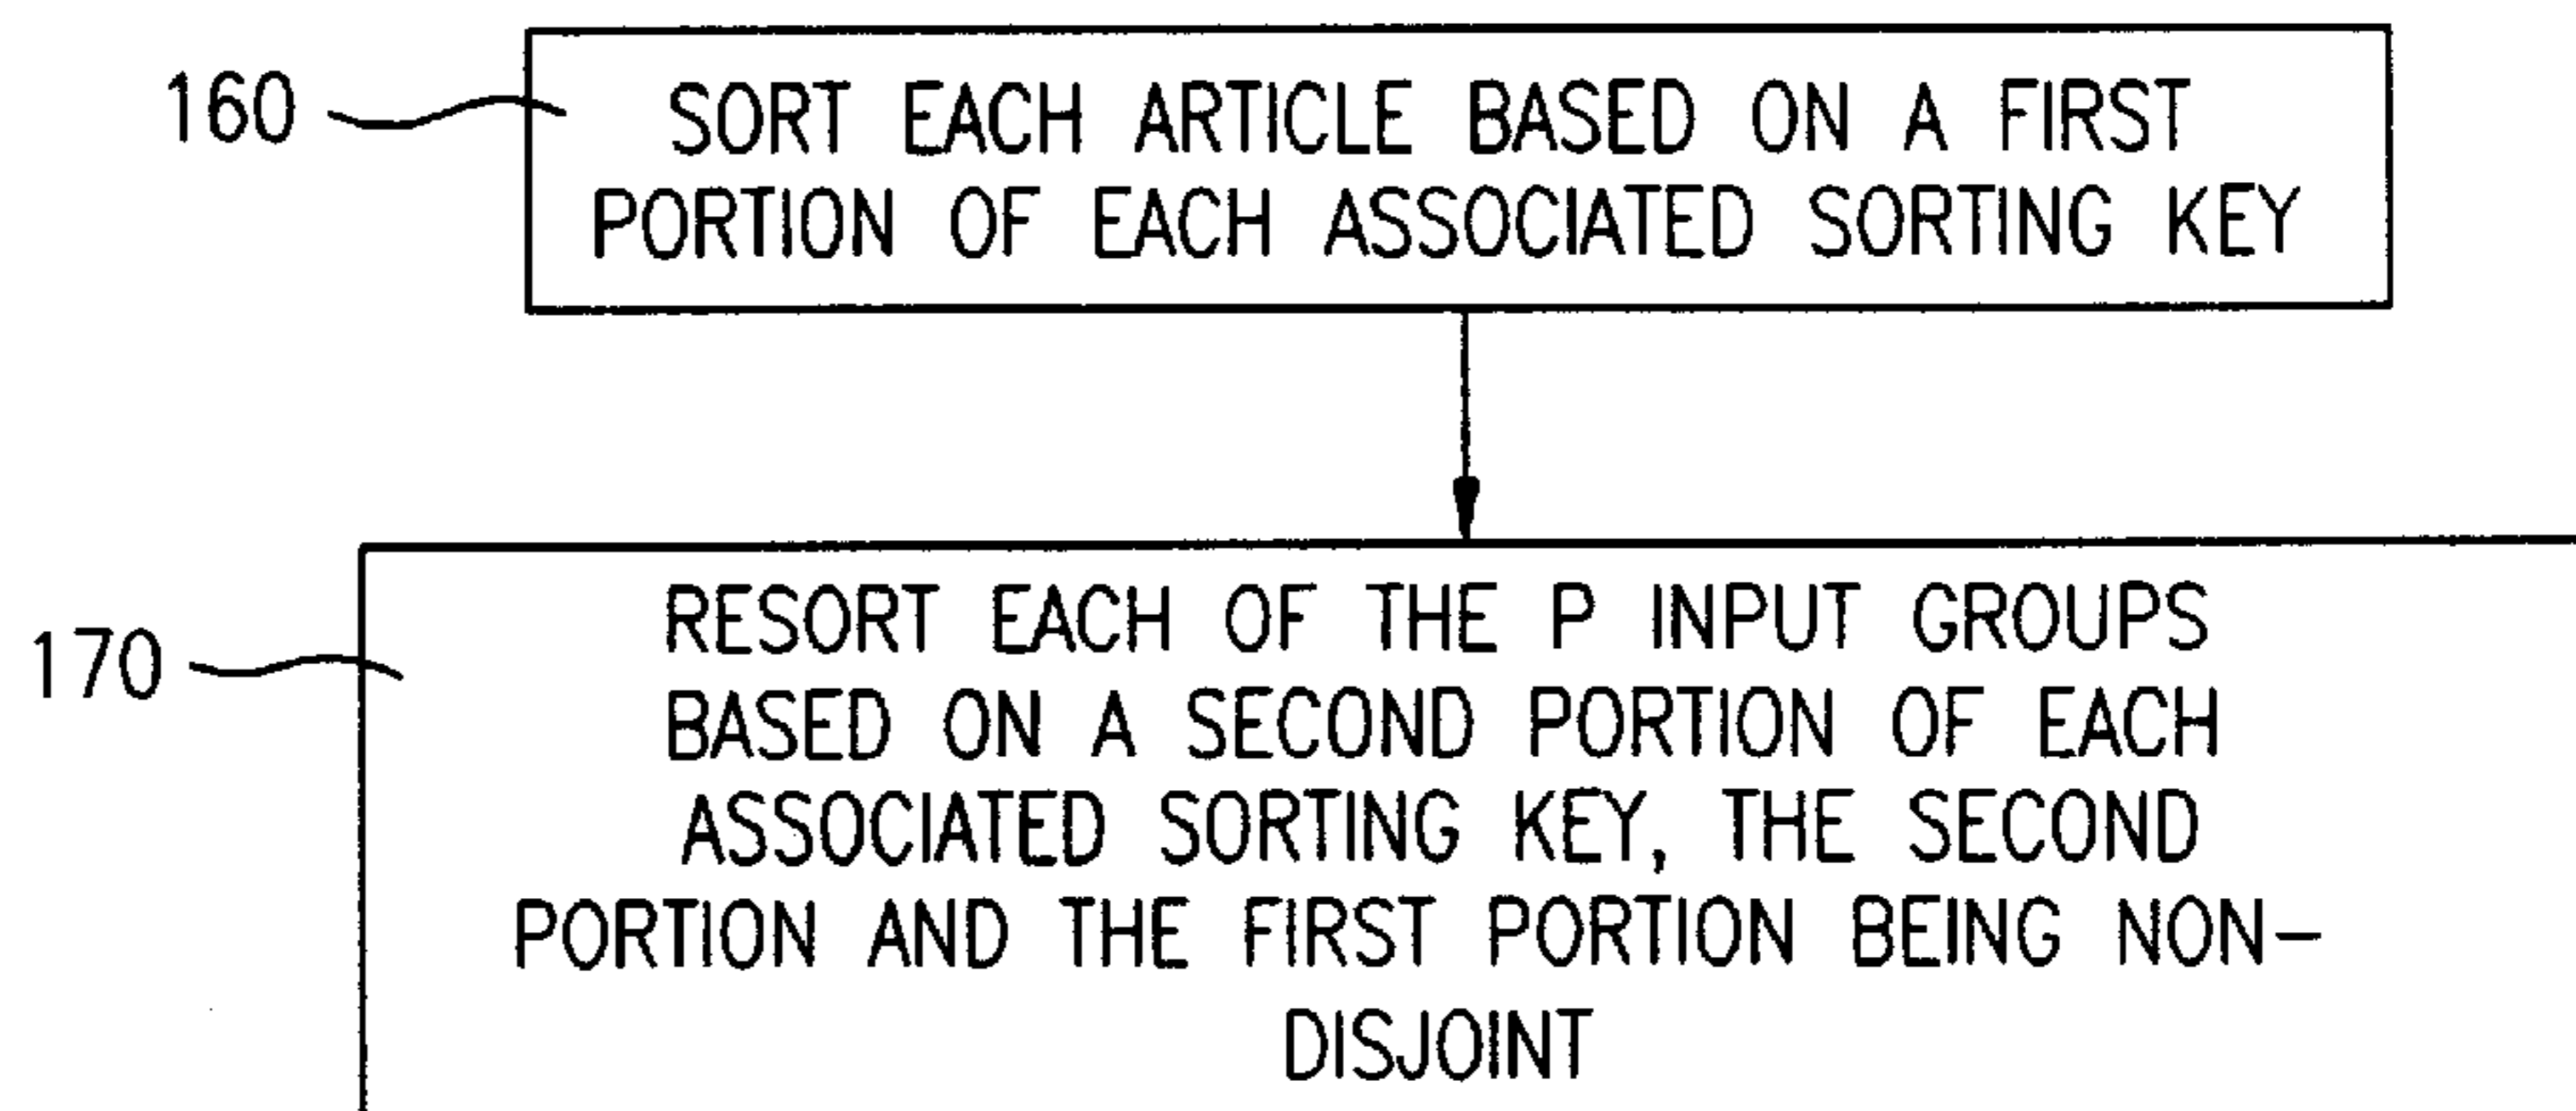 160
SORT EACH ARTICLE BASED ON A FIRST
PORTION OF EACH ASSOCIATED SORTING KEY
170
RESORT EACH OF THE P INPUT GROUPS
BASED ON A SECOND PORTION OF EACH
ASSOCIATED SORTING KEY, THE SECOND
PORTION AND THE FIRST PORTION BEING NON-
DISJOINT